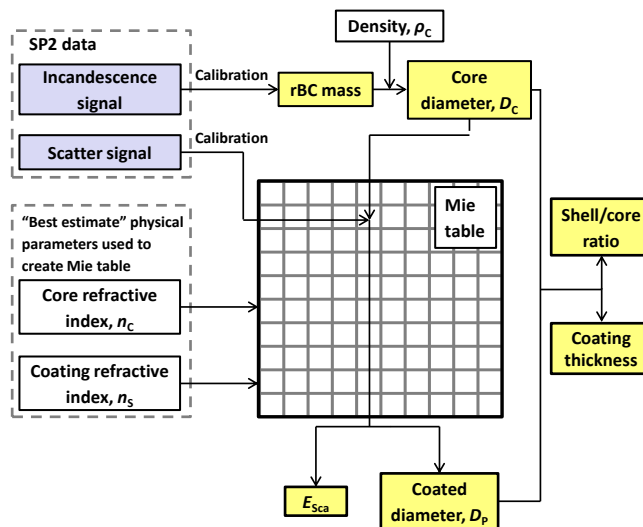 SP2 data
Incandescence
signal
Calibration
rBC mass
Density, ρC
Core
diameter, DC
Scatter signal
Calibration
Mie
table
"Best estimate" physical
parameters used to
create Mie table
Core refractive
index, nC
Coating refractive
index, nS
Shell/core
ratio
Coating
thickness
ESca
Coated
diameter, DP